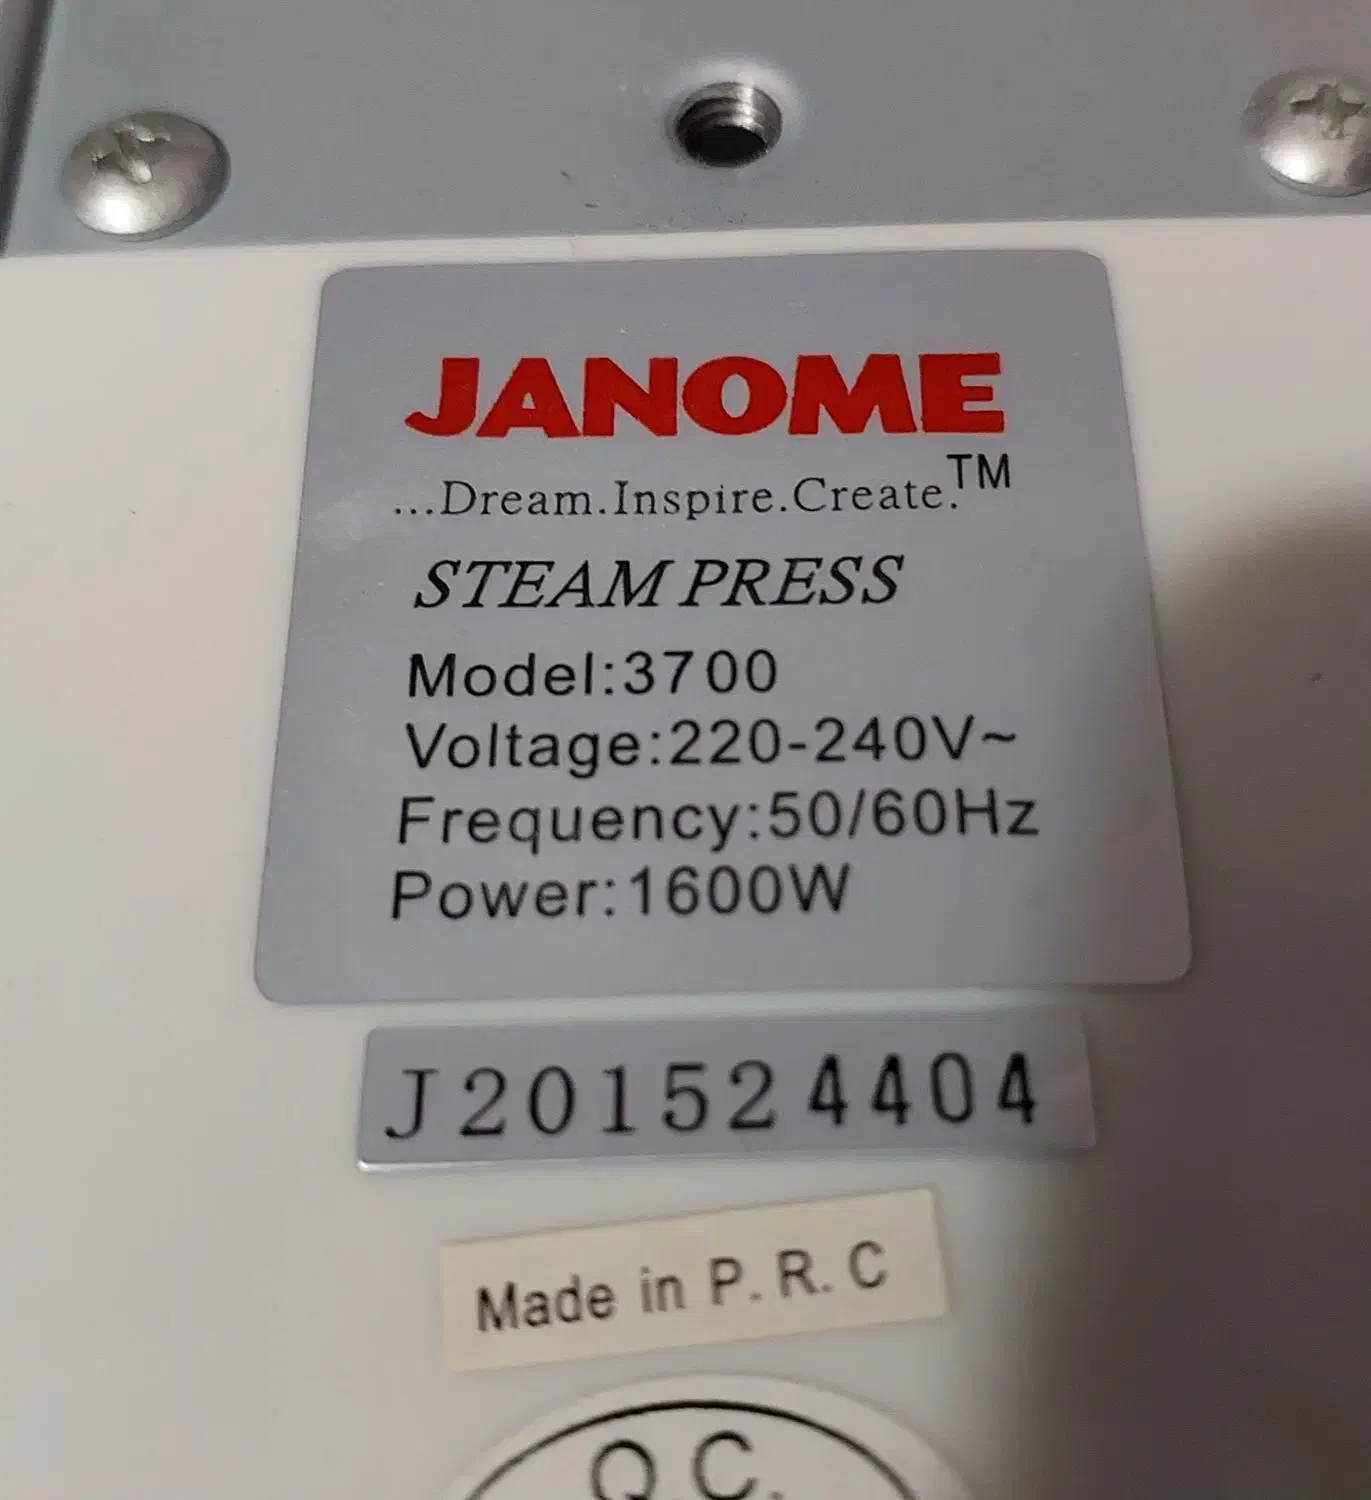 JANOME
...Dream.Inspire.Create.™
STEAM PRESS
Model:3700
Voltage:220-240V~
Frequency:50/60Hz
Power:1600W
J201524404
Made in P.R.C
Q.C.